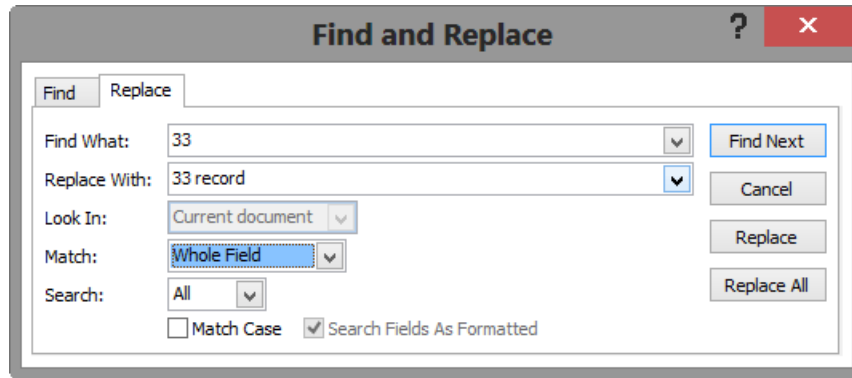 Find and Replace ?
Find Replace
Find What: 33 Find Next
Replace With: 33 record Cancel
Look In: Current document
Match: Whole Field Replace
Search: All Replace All
Match Case Search Fields As Formatted